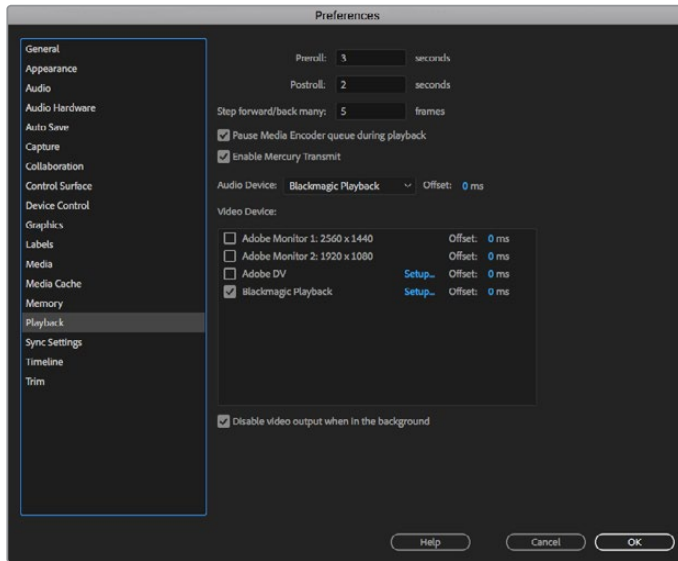 Preferences
General
Appearance
Audio
Audio Hardware
Auto Save
Capture
Collaboration
Control Surface
Device Control
Graphics
Labels
Media
Media Cache
Memory
Playback
Sync Settings
Timeline
Trim
Preroll: 3 seconds
Postroll: 2 seconds
Step forward/back many: 5 frames
Pause Media Encoder queue during playback
Enable Mercury Transmit
Audio Device: Blackmagic Playback Offset: 0 ms
Video Device:
Adobe Monitor 1: 2560 x 1440 Offset: 0 ms
Adobe Monitor 2: 1920 x 1080 Offset: 0 ms
Adobe DV Setup... Offset: 0 ms
Blackmagic Playback Setup... Offset: 0 ms
Disable video output when in the background
Help Cancel OK